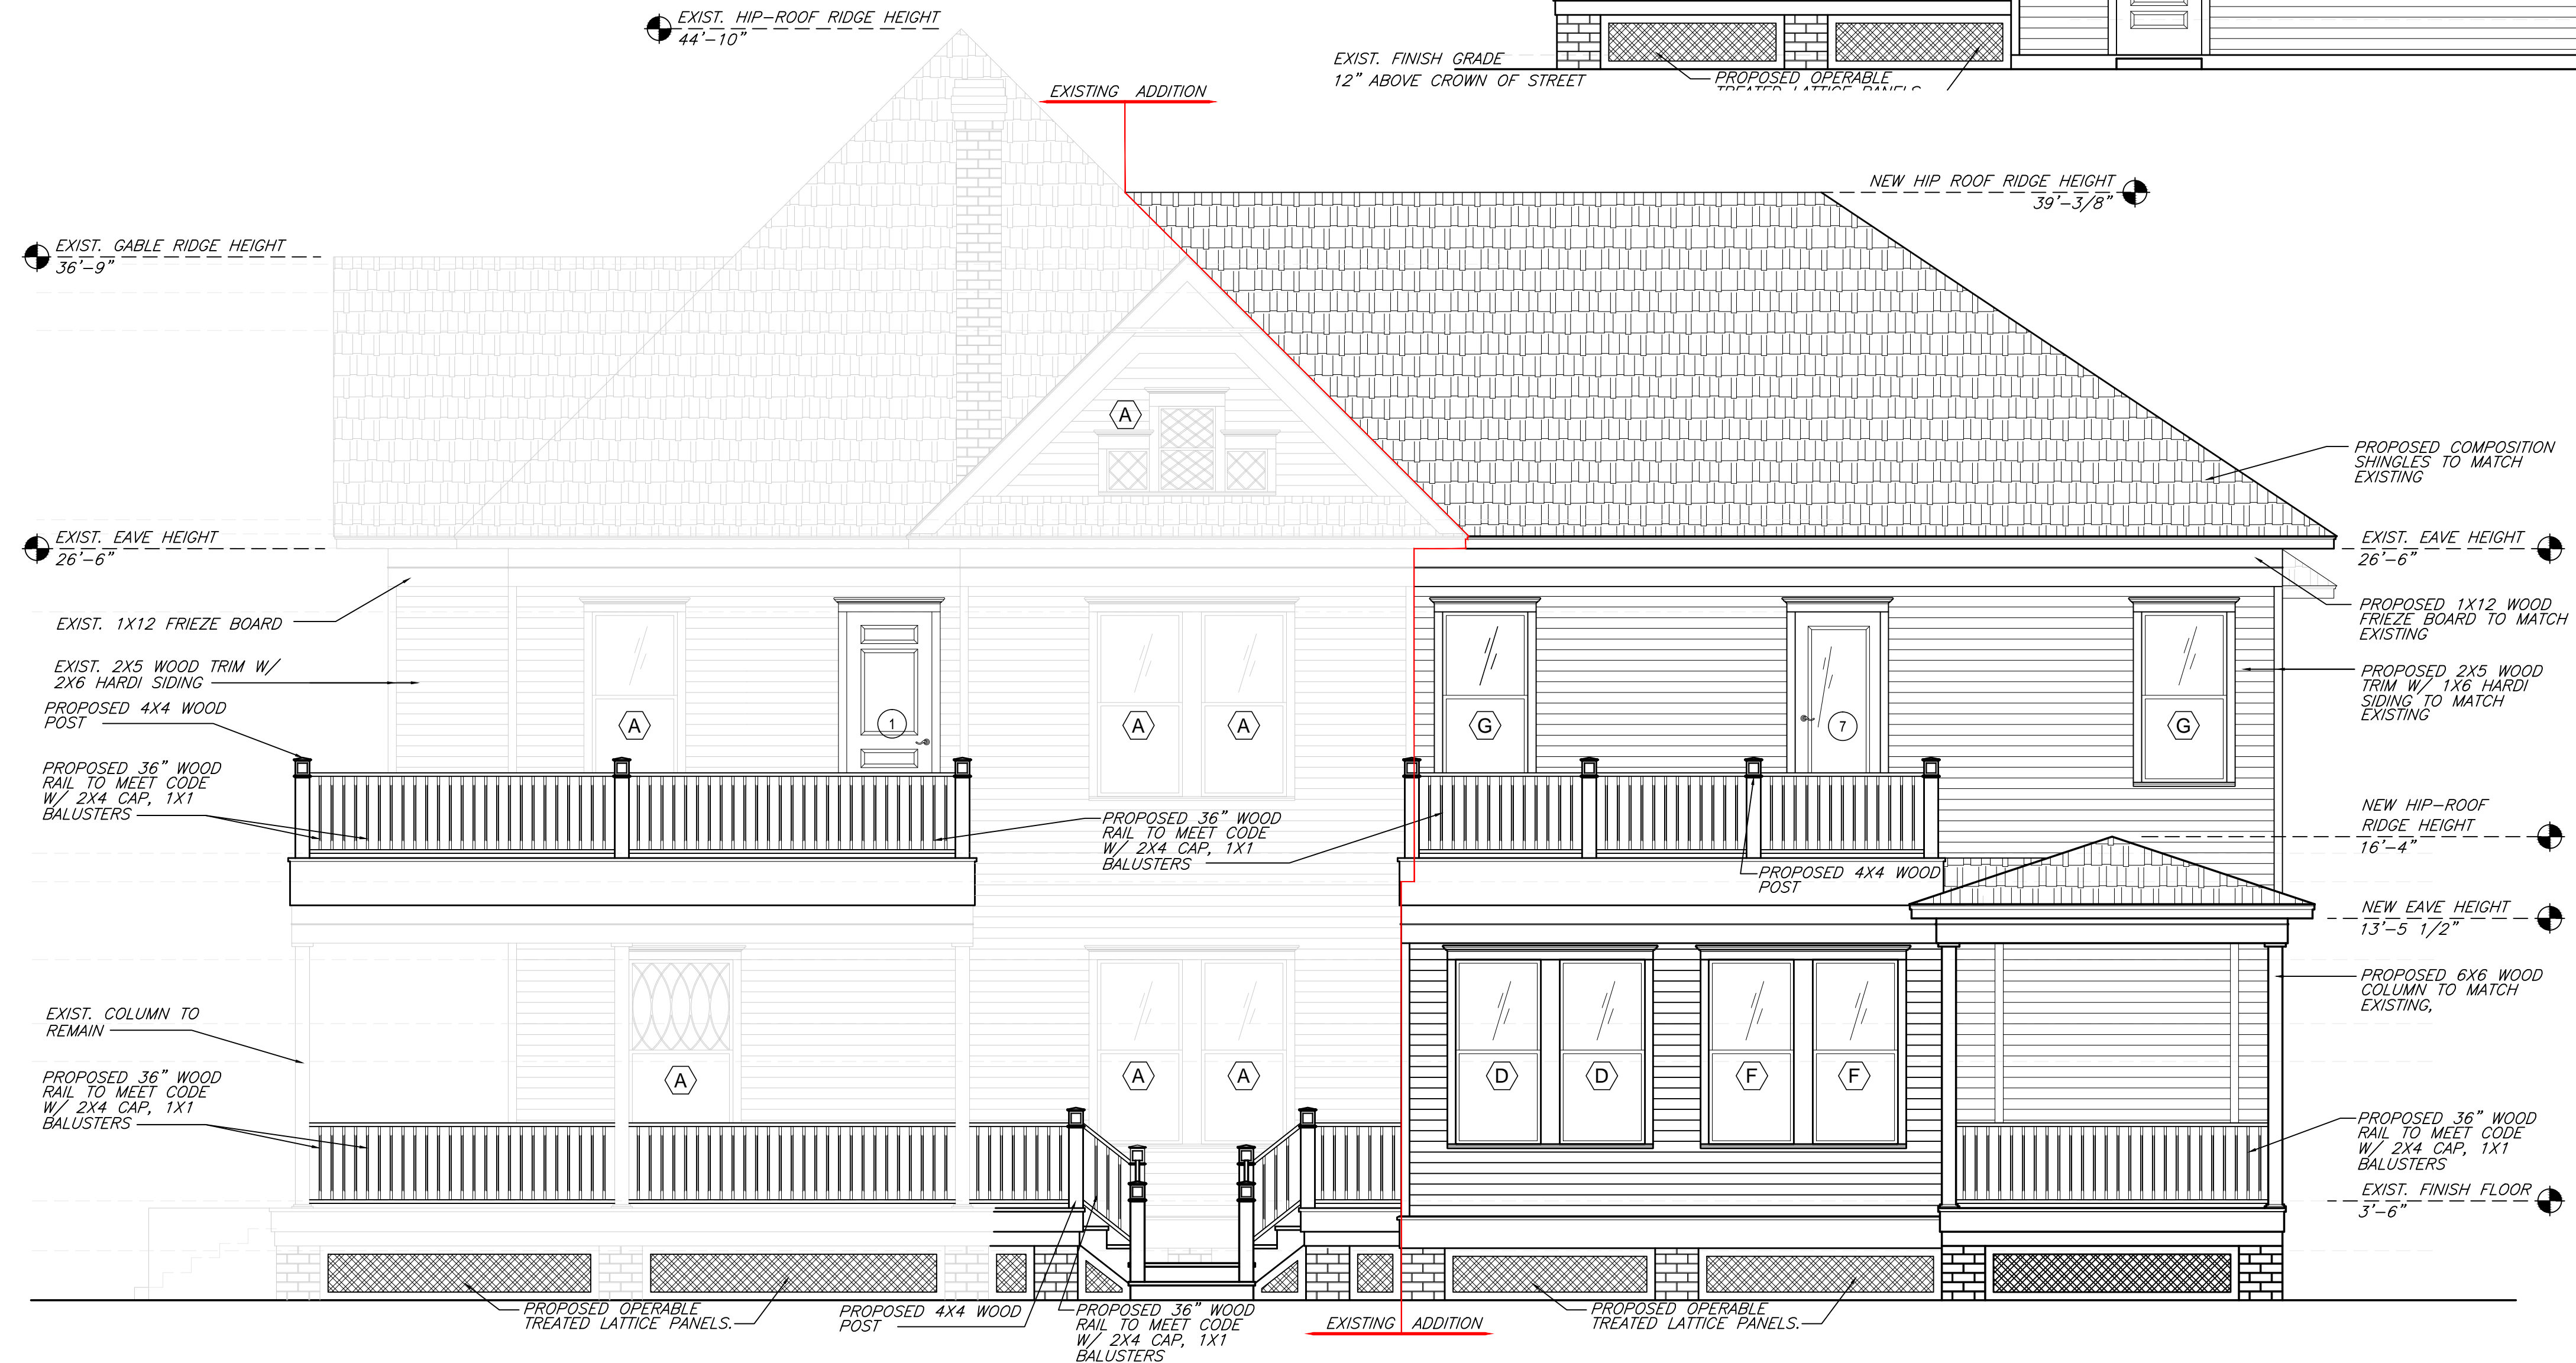 EXIST. HIP-ROOF RIDGE HEIGHT
44'-10"
EXIST. FINISH GRADE
12" ABOVE CROWN OF STREET
PROPOSED OPERABLE
TREATED LATTICE PANELS
EXISTING ADDITION
NEW HIP ROOF RIDGE HEIGHT
39'-3/8"
EXIST. GABLE RIDGE HEIGHT
36'-9"
A
PROPOSED COMPOSITION
SHINGLES TO MATCH
EXISTING
EXIST. EAVE HEIGHT
26'-6"
EXIST. EAVE HEIGHT
26'-6"
EXIST. 1X12 FRIEZE BOARD
PROPOSED 1X12 WOOD
FRIEZE BOARD TO MATCH
EXISTING
EXIST. 2X5 WOOD TRIM W/
2X6 HARDI SIDING
PROPOSED 2X5 WOOD
TRIM W/ 1X6 HARDI
SIDING TO MATCH
EXISTING
PROPOSED 4X4 WOOD
POST
A
1
A
A
G
7
G
PROPOSED 36" WOOD
RAIL TO MEET CODE
W/ 2X4 CAP, 1X1
BALUSTERS
PROPOSED 36" WOOD
RAIL TO MEET CODE
W/ 2X4 CAP, 1X1
BALUSTERS
NEW HIP-ROOF
RIDGE HEIGHT
16'-4"
PROPOSED 4X4 WOOD
POST
NEW EAVE HEIGHT
13'-5 1/2"
PROPOSED 6X6 WOOD
COLUMN TO MATCH
EXISTING,
EXIST. COLUMN TO
REMAIN
A
A
A
D
D
F
F
PROPOSED 36" WOOD
RAIL TO MEET CODE
W/ 2X4 CAP, 1X1
BALUSTERS
PROPOSED 36" WOOD
RAIL TO MEET CODE
W/ 2X4 CAP, 1X1
BALUSTERS
EXIST. FINISH FLOOR
3'-6"
PROPOSED OPERABLE
TREATED LATTICE PANELS.
PROPOSED 4X4 WOOD
POST
PROPOSED 36" WOOD
RAIL TO MEET CODE
W/ 2X4 CAP, 1X1
BALUSTERS
EXISTING ADDITION
PROPOSED OPERABLE
TREATED LATTICE PANELS.